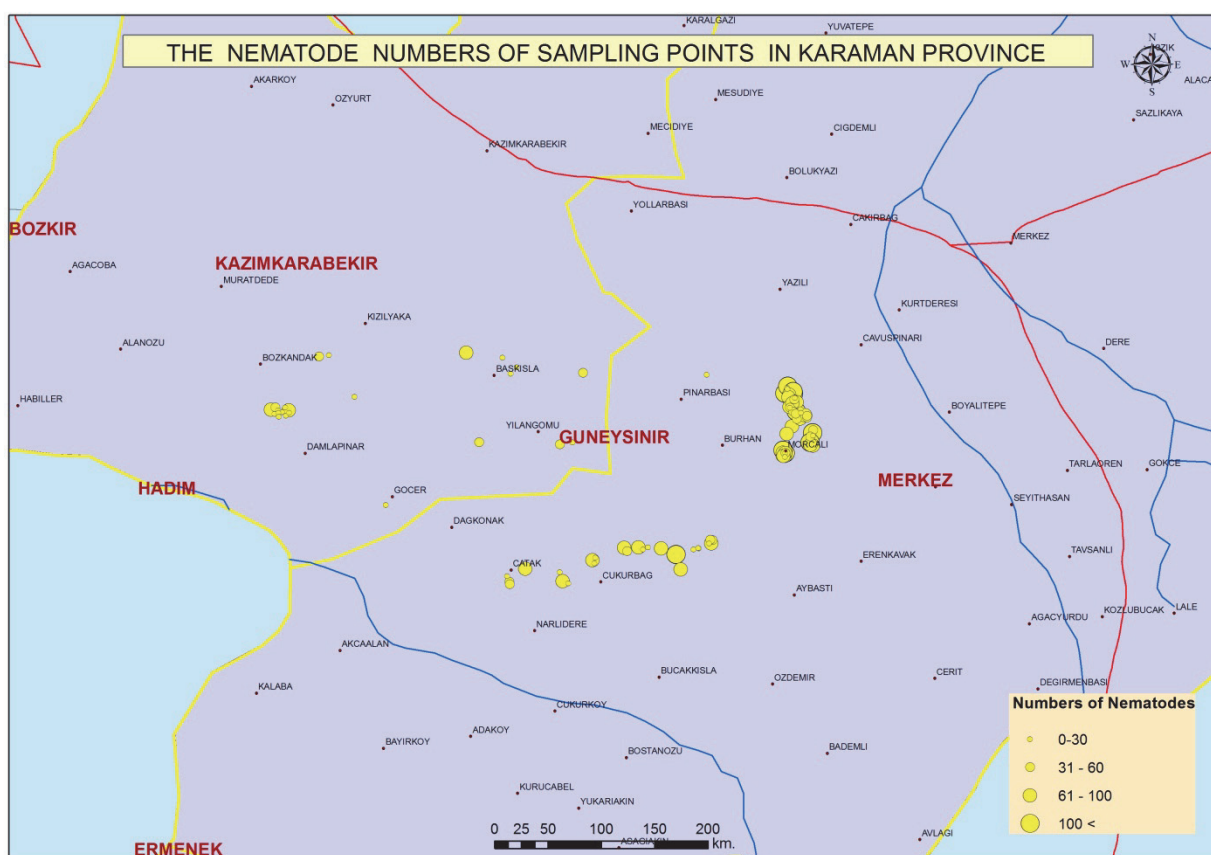 KARALGAZI
YUVATEPE
THE NEMATODE NUMBERS OF SAMPLING POINTS IN KARAMAN PROVINCE
N
W E
S
ALACA
AKARKOY
OZYURT
MESUDIYE
SAZLIKAYA
MECIDIYE
CIGDEMLI
KAZIMKARABEKIR
BOLUKYAZI
YOLLARBASI
CAKIRBAG
BOZKIR
MERKEZ
KAZIMKARABEKIR
AGACOBA
MURATDEDE
YAZILI
KURTDERESI
KIZILYAKA
CAVUSPINARI
DERE
ALANOZU
BOZKANDAK
BASKISLA
HABILLER
PINARBASI
BOYALITEPE
YILANGOMU
GUNEYSINIR
BURHAN
MORCALI
DAMLAPINAR
TARLAOREN
GOKCE
HADIM
MERKEZ
GOCER
SEYITHASAN
DAGKONAK
CATAK
ERENKAVAK
TAVSANLI
CUKURBAG
AYBASTI
AGACYURDU
KOZLUBUCAK
LALE
NARLIDERE
AKCAALAN
BUCAKKISLA
OZDEMIR
CERIT
KALABA
DEGIRMENBASI
CUKURKOY
Numbers of Nematodes
ADAKOY
BAYIRKOY
BOSTANOZU
BADEMLI
0-30
31 - 60
61 - 100
100 <
KURUCABEL
YUKARIAKIN
0 25 50 100 150 200
km.
AVLAGI
ERMENEK